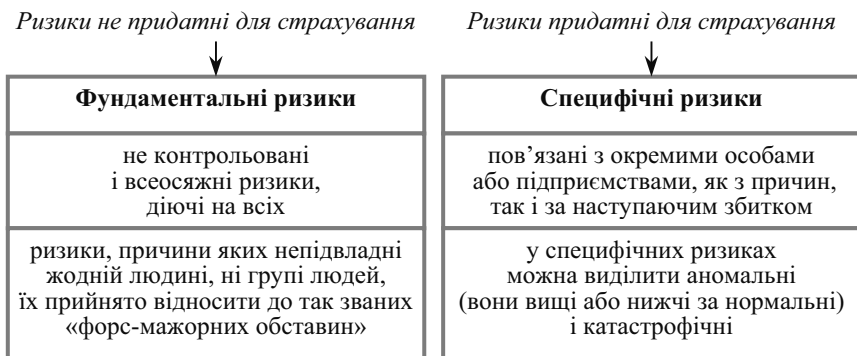 Ризики не придатні для страхування
Фундаментальні ризики
не контрольовані
і всеосяжні ризики,
діючі на всіх
ризики, причини яких непідвладні
жодній людині, ні групі людей,
їх прийнято відносити до так званих
«форс-мажорних обставин»
Ризики придатні для страхування
Специфічні ризики
пов’язані з окремими особами
або підприємствами, як з причин,
так і за наступаючим збитком
у специфічних ризиках
можна виділити аномальні
(вони вищі або нижчі за нормальні)
і катастрофічні